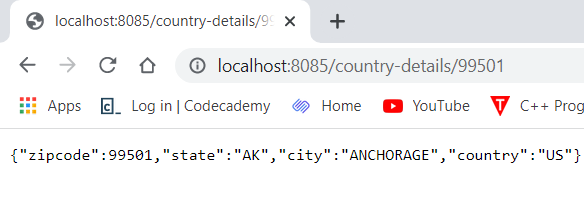 localhost:8085/country-details/99
localhost:8085/country-details/99501
Apps Log in | Codecademy Home YouTube C++ Prog
{"zipcode":99501,"state":"AK","city":"ANCHORAGE","country":"US"}